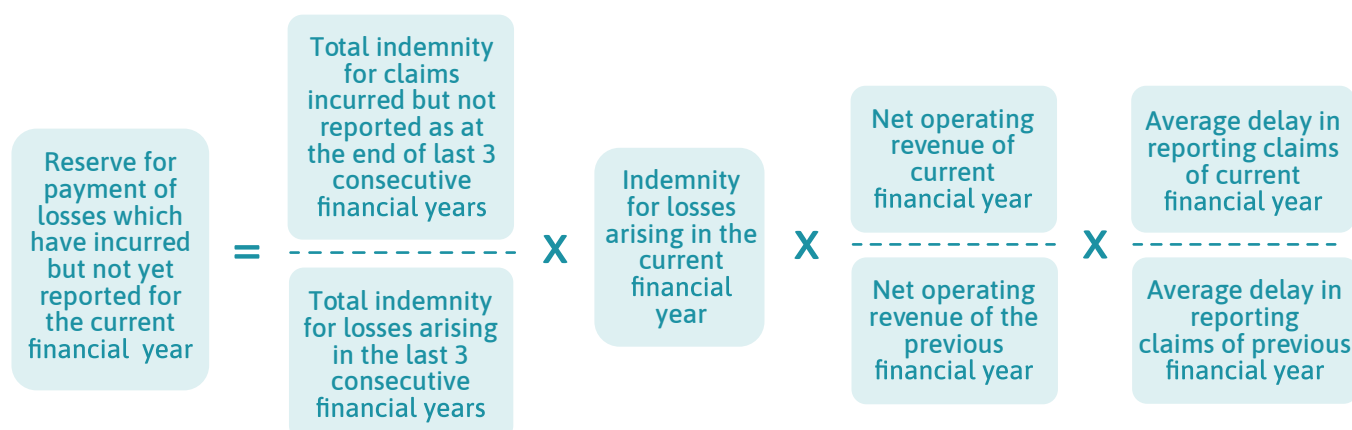 Reserve for
payment of
losses which
have incurred
but not yet
reported for
the current
financial year
=
Total indemnity
for claims
incurred but not
reported as at
the end of last 3
consecutive
financial years
Total indemnity
for losses arising
in the last 3
consecutive
financial years
X
Indemnity
for losses
arising in the
current
financial
year
X
Net operating
revenue of
current
financial year
Net operating
revenue of the
previous
financial year
X
Average delay in
reporting claims
of current
financial year
Average delay in
reporting
claims of previous
financial year